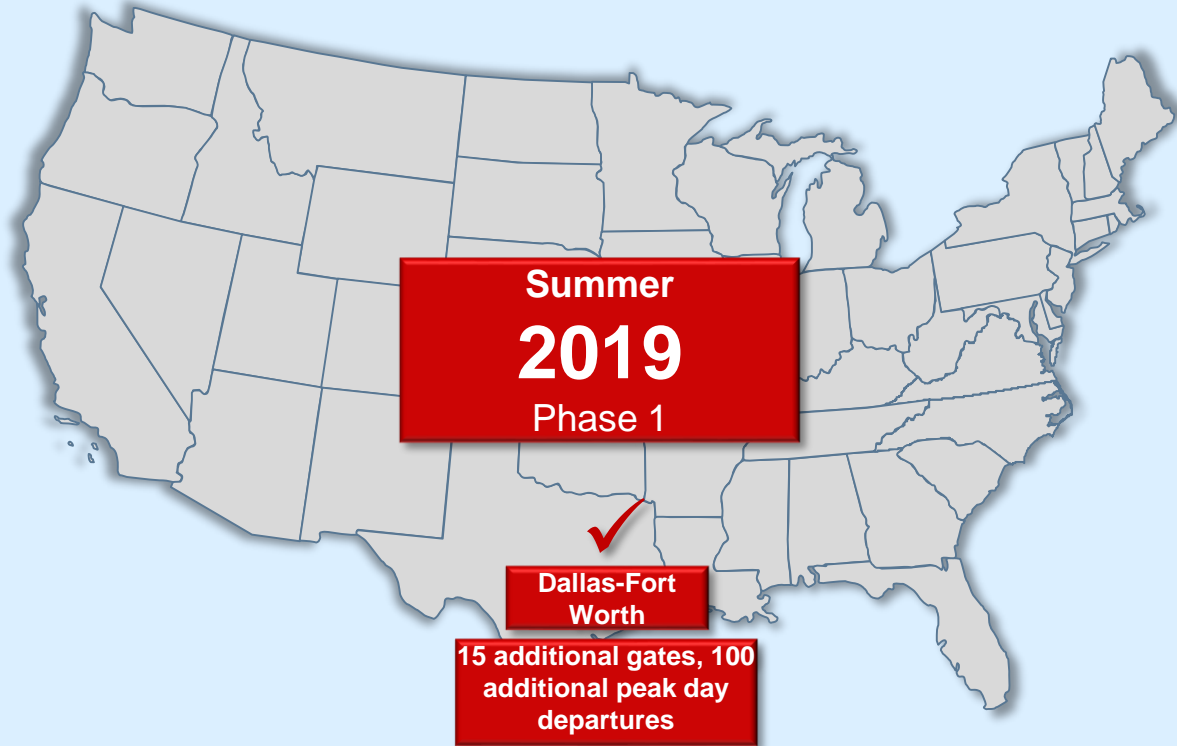 Summer
2019
Phase 1
Dallas-Fort
Worth
15 additional gates, 100
additional peak day
departures